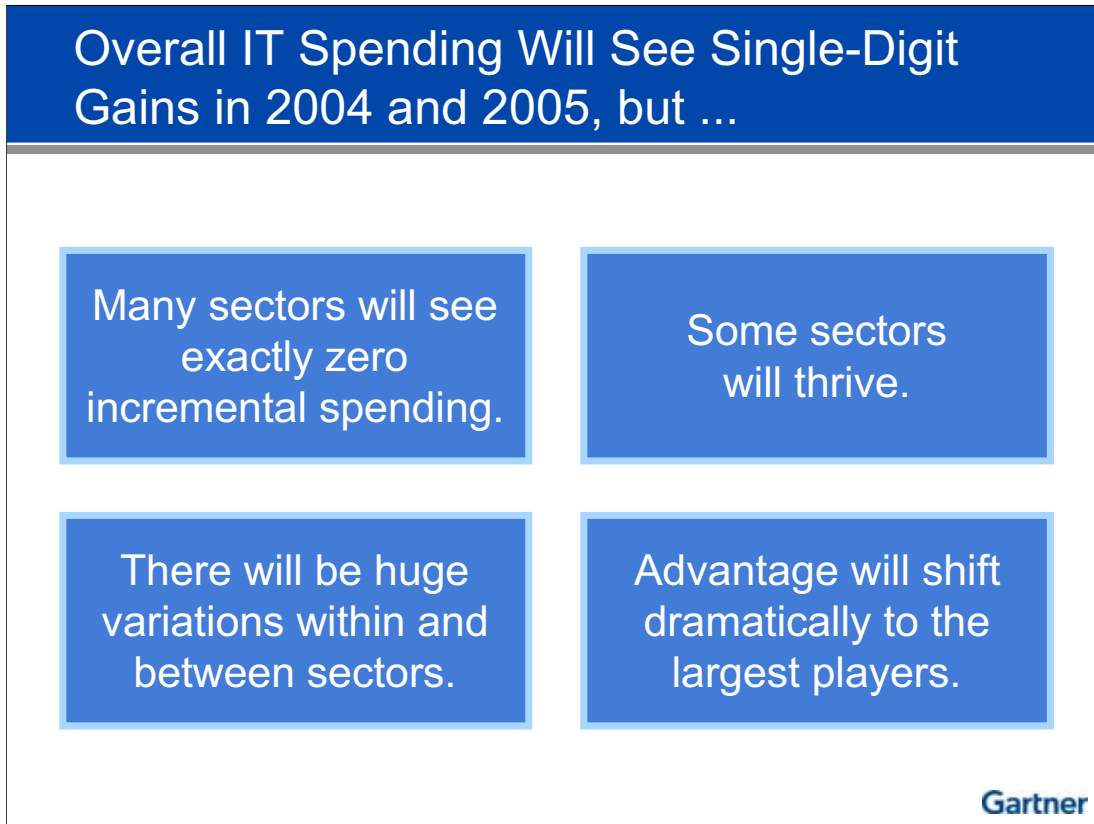 Overall IT Spending Will See Single-Digit
Gains in 2004 and 2005, but ...
Many sectors will see
exactly zero
incremental spending.
Some sectors
will thrive.
There will be huge
variations within and
between sectors.
Advantage will shift
dramatically to the
largest players.
Gartner